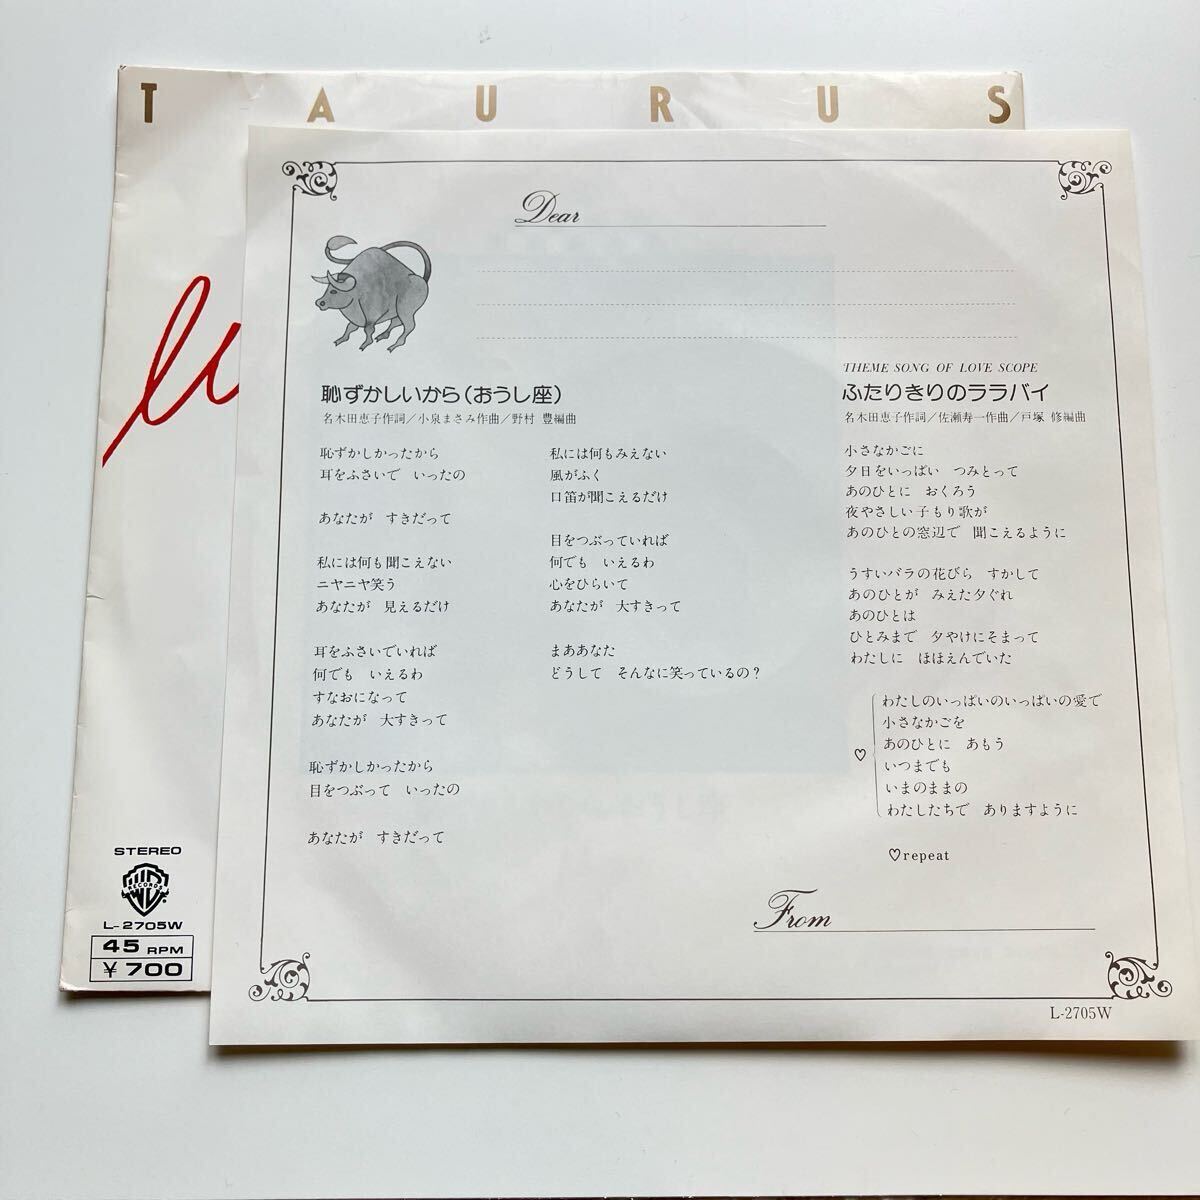 TAURUS
Dear
恥ずかしいから(おうし座)
名木田恵子作詞/小泉まさみ作曲/野村 豊編曲
恥ずかしかったから
耳をふさいで いったの
あなたが すきだって
私には何も聞こえない
ニヤニヤ笑う
あなたが 見えるだけ
耳をふさいでいれば
何でも いえるわ
すなおになって
あなたが 大すきって
恥ずかしかったから
目をつぶって いったの
あなたが すきだって
私には何もみえない
風がふく
口笛が聞こえるだけ
目をつぶっていれば
何でも いえるわ
心をひらいて
あなたが 大すきって
まああなた
どうして そんなに笑っているの?
THEME SONG OF LOVE SCOPE
ふたりきりのララバイ
名木田恵子作詞/佐瀬寿一作曲/戸塚 修編曲
小さなかごに
夕日をいっぱい つみとって
あのひとに おくろう
夜やさしい子もり歌が
あのひとの窓辺で 聞こえるように
うすいバラの花びら すかして
あのひとが みえた夕ぐれ
あのひとは
ひとみまで 夕やけにそまって
わたしに ほほえんでいた
わたしのいっぱいのいっぱいの愛で
小さなかごを
♡ あのひとに あもう
いつまでも
いまのままの
わたしたちで ありますように
♡repeat
From
L-2705W
STEREO
RECORDS
L-2705W
45 RPM
¥700